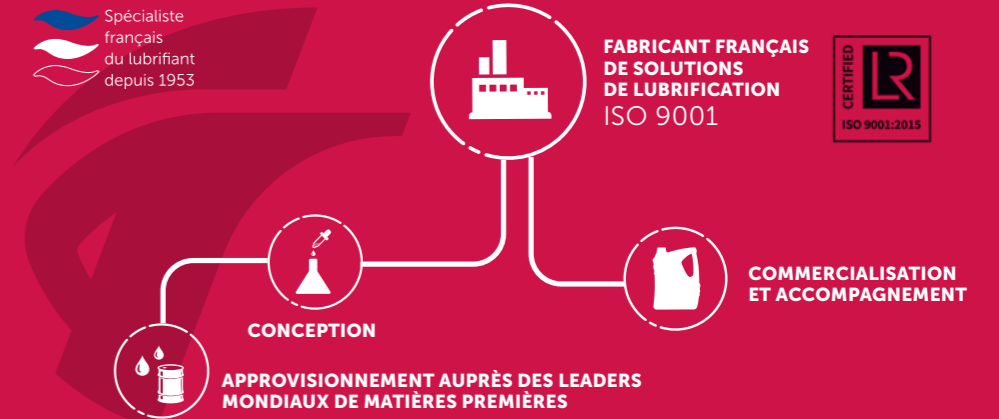 Spécialiste
français
du lubrifiant
depuis 1953
FABRICANT FRANÇAIS
DE SOLUTIONS
DE LUBRIFICATION
ISO 9001
CERTIFIED
LR
ISO 9001:2015
COMMERCIALISATION
ET ACCOMPAGNEMENT
CONCEPTION
APPROVISIONNEMENT AUPRÈS DES LEADERS
MONDIAUX DE MATIÈRES PREMIÈRES